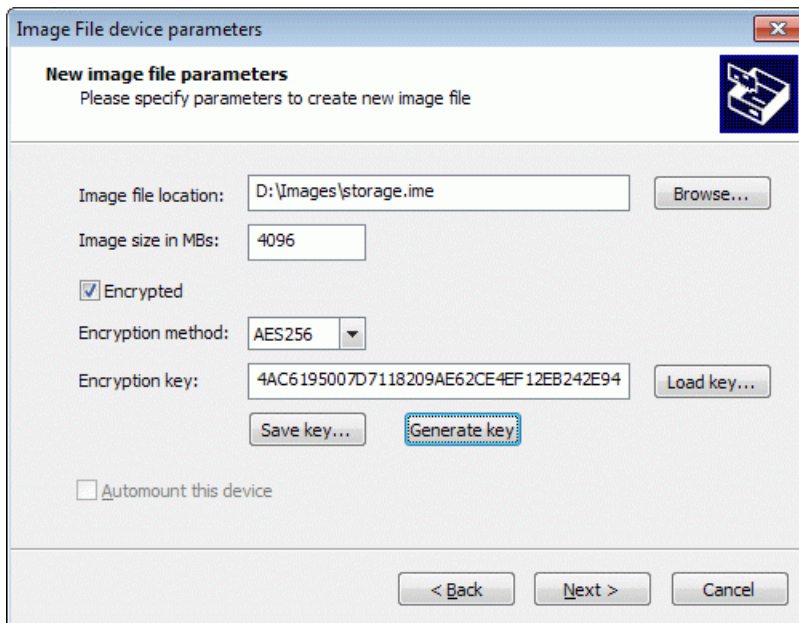 Image File device parameters
New image file parameters
Please specify parameters to create new image file
Image file location: D:\Images\storage.ime Browse...
Image size in MBs: 4096
Encrypted
Encryption method: AES256
Encryption key: 4AC6195007D7118209AE62CE4EF12EB242E94 Load key...
Save key... Generate key
Automount this device
< Back Next > Cancel